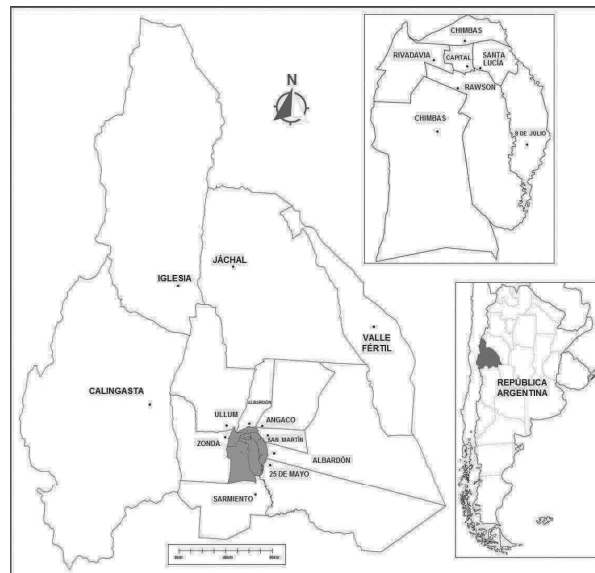 CHIMBAS
RIVADAVIA
CAPITAL
SANTA
LUCÍA
RAWSON
CHIMBAS
9 DE JULIO
N
JÁCHAL
IGLESIA
VALLE
FÉRTIL
CALINGASTA
ALBARDÓN
ULLUM
ANGACO
ZONDA
SAN MARTÍN
ALBARDÓN
25 DE MAYO
SARMIENTO
REPÚBLICA
ARGENTINA